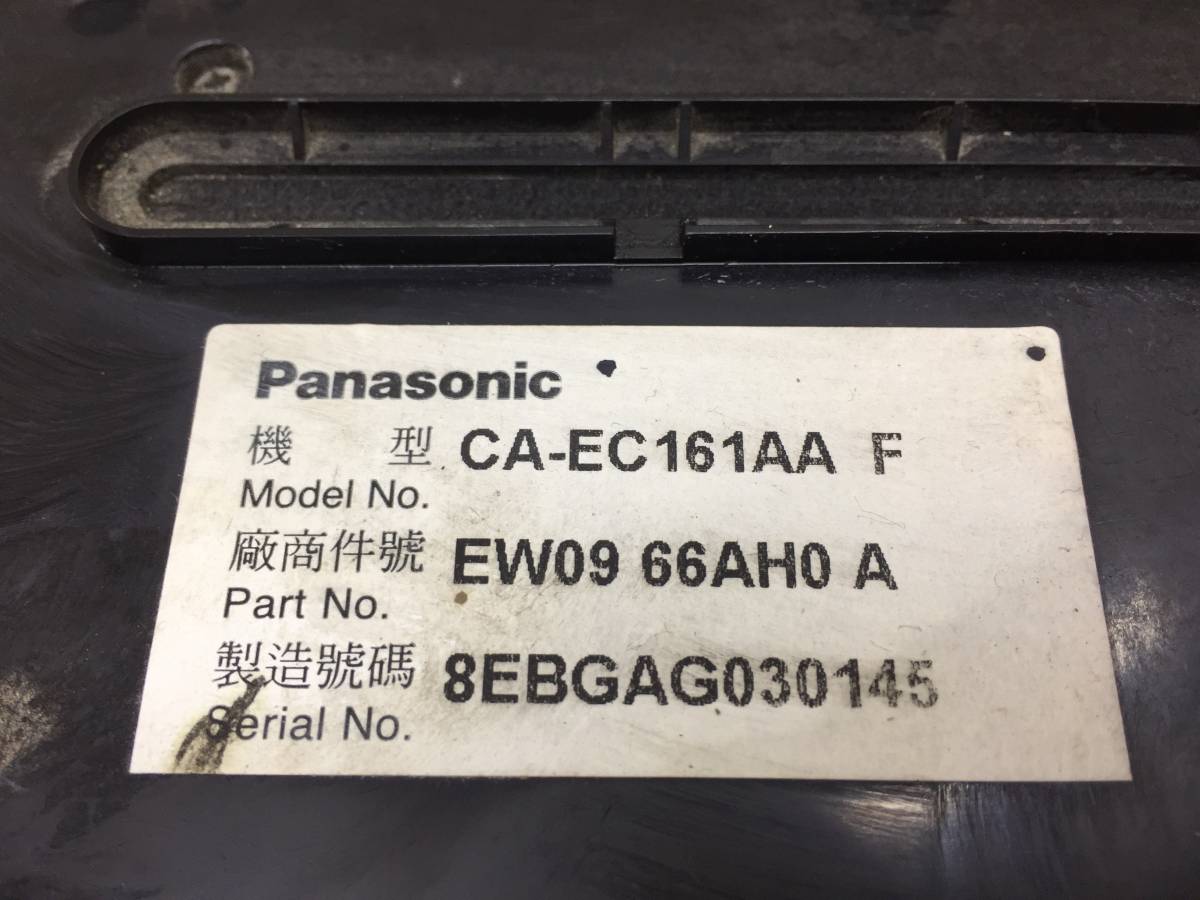 Panasonic
機 型 CA-EC161AA F
Model No.
廠商件號 EW09 66AH0 A
Part No.
製造號碼 8EBGAG030145
Serial No.